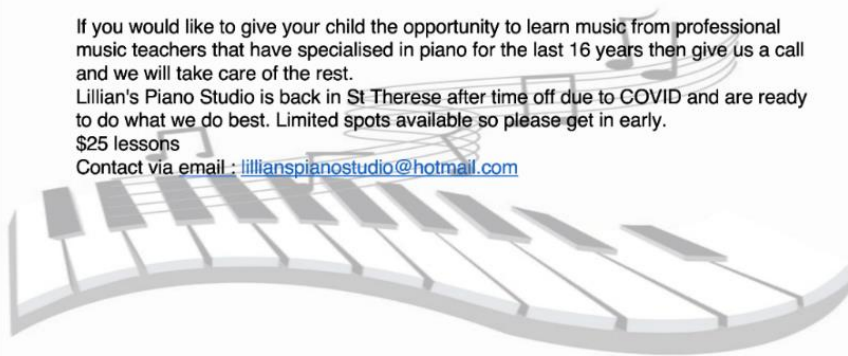 If you would like to give your child the opportunity to learn music from professional
music teachers that have specialised in piano for the last 16 years then give us a call
and we will take care of the rest.
Lillian's Piano Studio is back in St Therese after time off due to COVID and are ready
to do what we do best. Limited spots available so please get in early.
$25 lessons
Contact via email : lillianspianostudio@hotmail.com